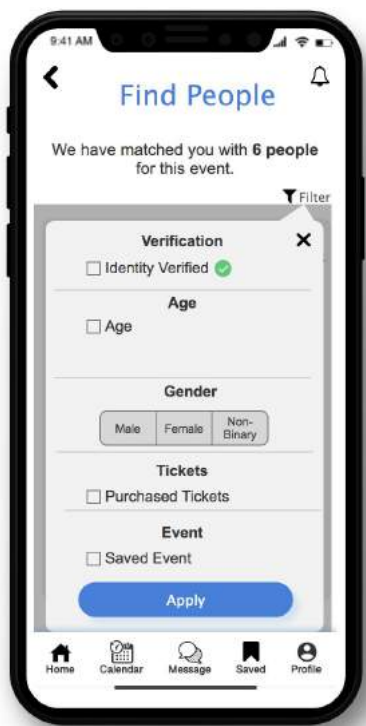 9:41 AM
Find People
We have matched you with 6 people
for this event.
Filter
Verification
Identity Verified
Age
Age
Gender
Male Female Non-
Binary
Tickets
Purchased Tickets
Event
Saved Event
Apply
Home Calendar Message Saved Profile